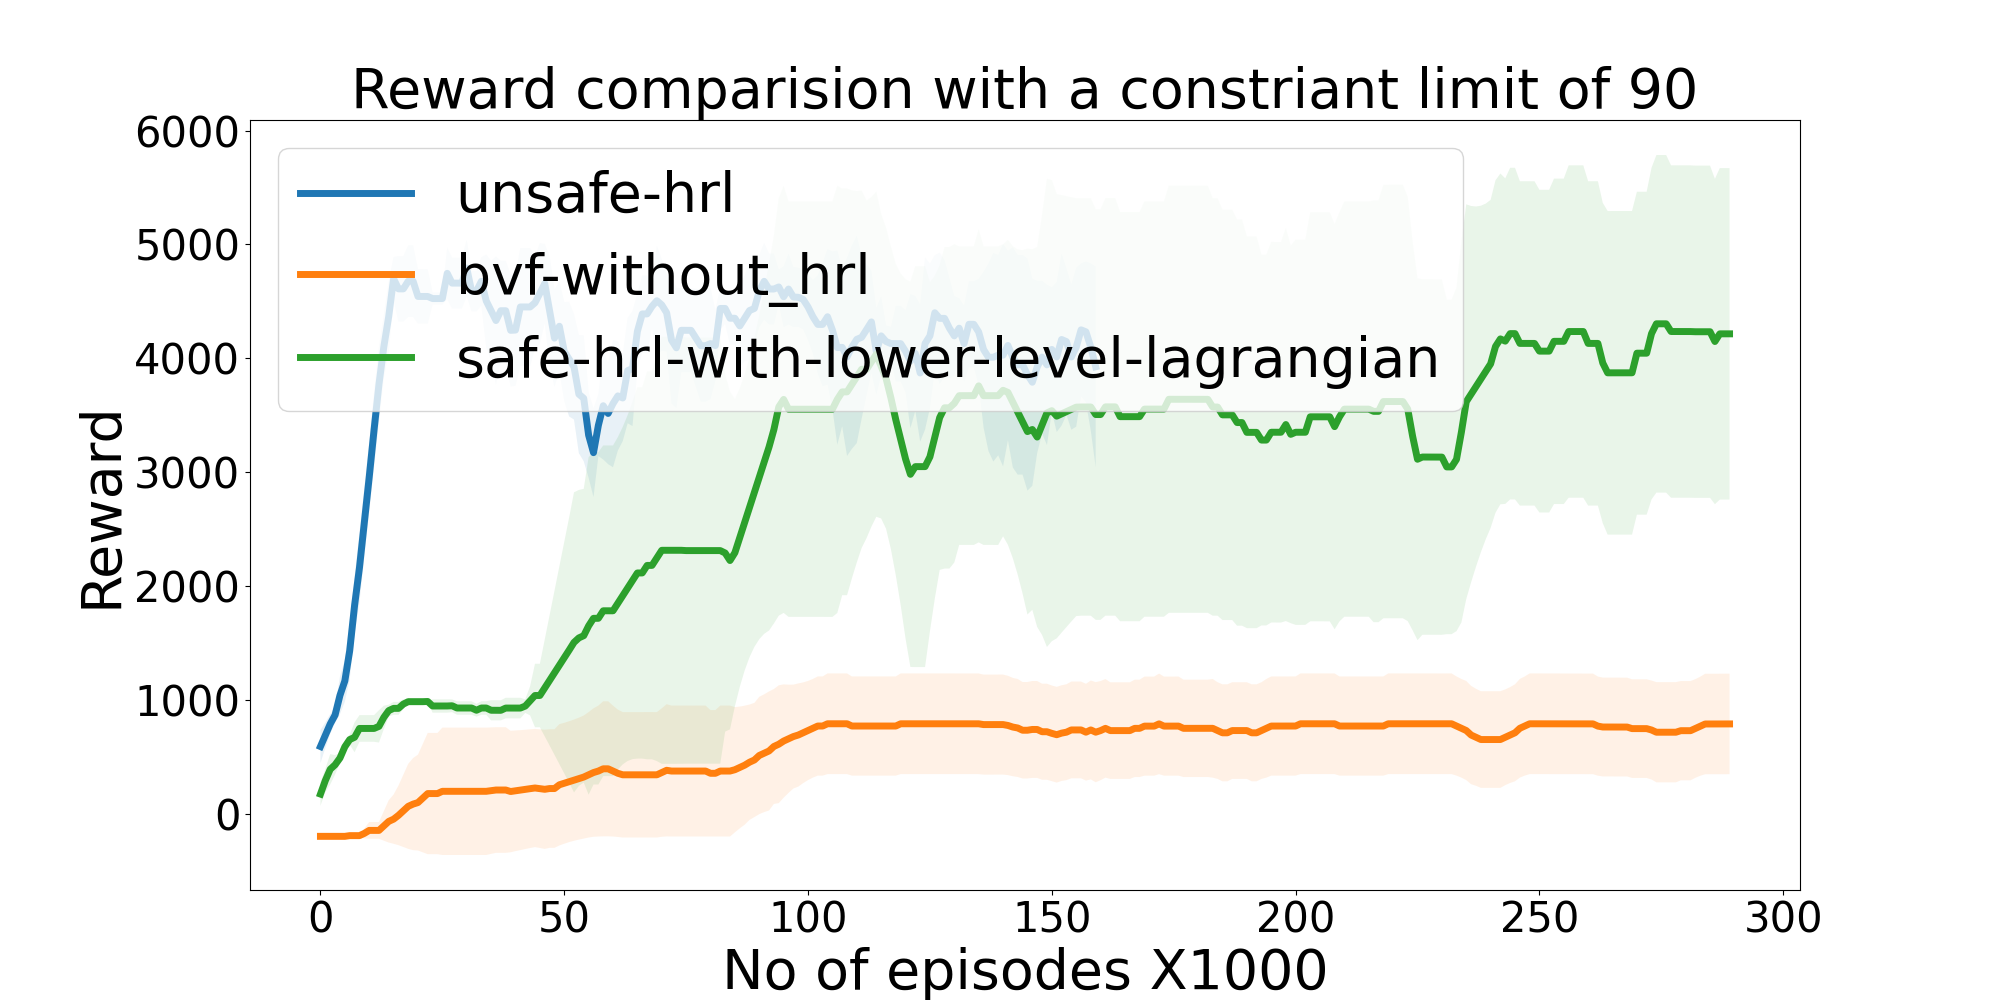 Reward comparision with a constriant limit of 90
6000
5000
4000
3000
2000
1000
0
Reward
unsafe-hrl
bvf-without_hrl
safe-hrl-with-lower-level-lagrangian
0 50 100 150 200 250 300
No of episodes X1000